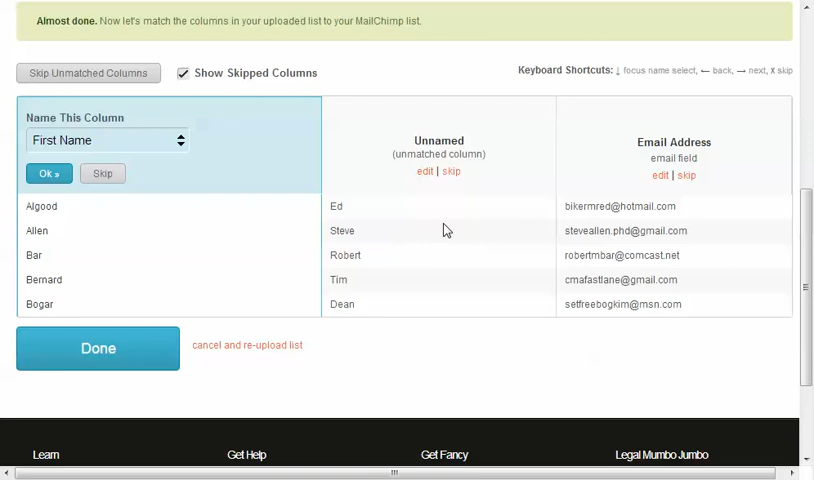 Almost done. Now let's match the columns in your uploaded list to your MailChimp list.
Skip Unmatched Columns
Show Skipped Columns
Keyboard Shortcuts: ↓ focus name select, ← back, → next, X skip
Name This Column
First Name
Ok »
Skip
Unnamed
(unmatched column)
edit | skip
Email Address
email field
edit | skip
Algood Ed bikermred@hotmail.com
Allen Steve steveallen.phd@gmail.com
Bar Robert robertmbar@comcast.net
Bernard Tim cmafastlane@gmail.com
Bogar Dean setfreebogkim@msn.com
Done
cancel and re-upload list
Learn Get Help Get Fancy Legal Mumbo Jumbo